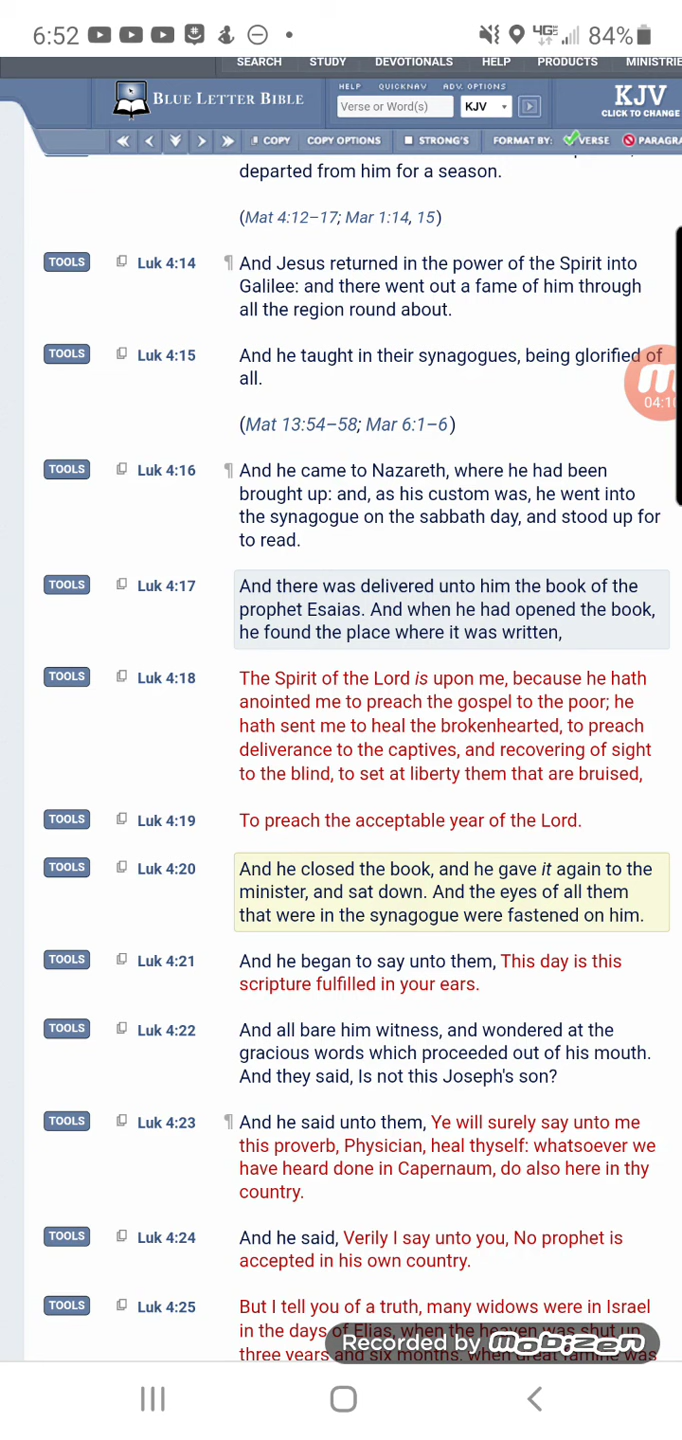 6:52 84%
SEARCH STUDY DEVOTIONALS HELP PRODUCTS MINISTRIE
HELP QUICKNAV ADV. OPTIONS
BLUE LETTER BIBLE Verse or Word(s) KJV KJV
CLICK TO CHANGE
COPY COPY OPTIONS STRONG'S FORMAT BY: VERSE PARAGRA
departed from him for a season.
(Mat 4:12–17; Mar 1:14, 15)
TOOLS Luk 4:14 ¶ And Jesus returned in the power of the Spirit into
Galilee: and there went out a fame of him through
all the region round about.
TOOLS Luk 4:15 And he taught in their synagogues, being glorified of
all.
04:10
(Mat 13:54–58; Mar 6:1–6)
TOOLS Luk 4:16 ¶ And he came to Nazareth, where he had been
brought up: and, as his custom was, he went into
the synagogue on the sabbath day, and stood up for
to read.
TOOLS Luk 4:17 And there was delivered unto him the book of the
prophet Esaias. And when he had opened the book,
he found the place where it was written,
TOOLS Luk 4:18 The Spirit of the Lord is upon me, because he hath
anointed me to preach the gospel to the poor; he
hath sent me to heal the brokenhearted, to preach
deliverance to the captives, and recovering of sight
to the blind, to set at liberty them that are bruised,
TOOLS Luk 4:19 To preach the acceptable year of the Lord.
TOOLS Luk 4:20 And he closed the book, and he gave it again to the
minister, and sat down. And the eyes of all them
that were in the synagogue were fastened on him.
TOOLS Luk 4:21 And he began to say unto them, This day is this
scripture fulfilled in your ears.
TOOLS Luk 4:22 And all bare him witness, and wondered at the
gracious words which proceeded out of his mouth.
And they said, Is not this Joseph's son?
TOOLS Luk 4:23 ¶ And he said unto them, Ye will surely say unto me
this proverb, Physician, heal thyself: whatsoever we
have heard done in Capernaum, do also here in thy
country.
TOOLS Luk 4:24 And he said, Verily I say unto you, No prophet is
accepted in his own country.
TOOLS Luk 4:25 But I tell you of a truth, many widows were in Israel
in the days of Elias, when the heaven was shut up
three years and six months, when great famine was
Recorded by mobizen